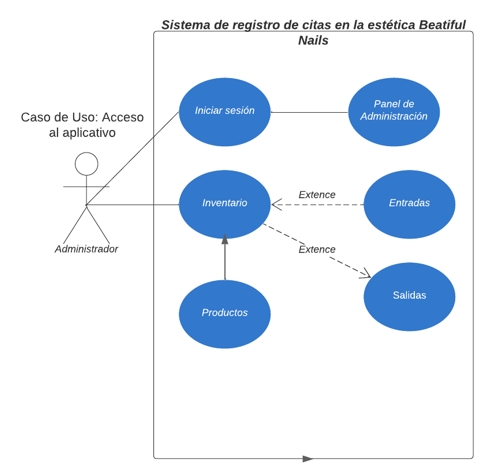 Sistema de registro de citas en la estética Beatiful
Nails
Caso de Uso: Acceso
al aplicativo
Iniciar sesión
Panel de
Administración
Administrador
Inventario
Extence
Entradas
Extence
Productos
Salidas